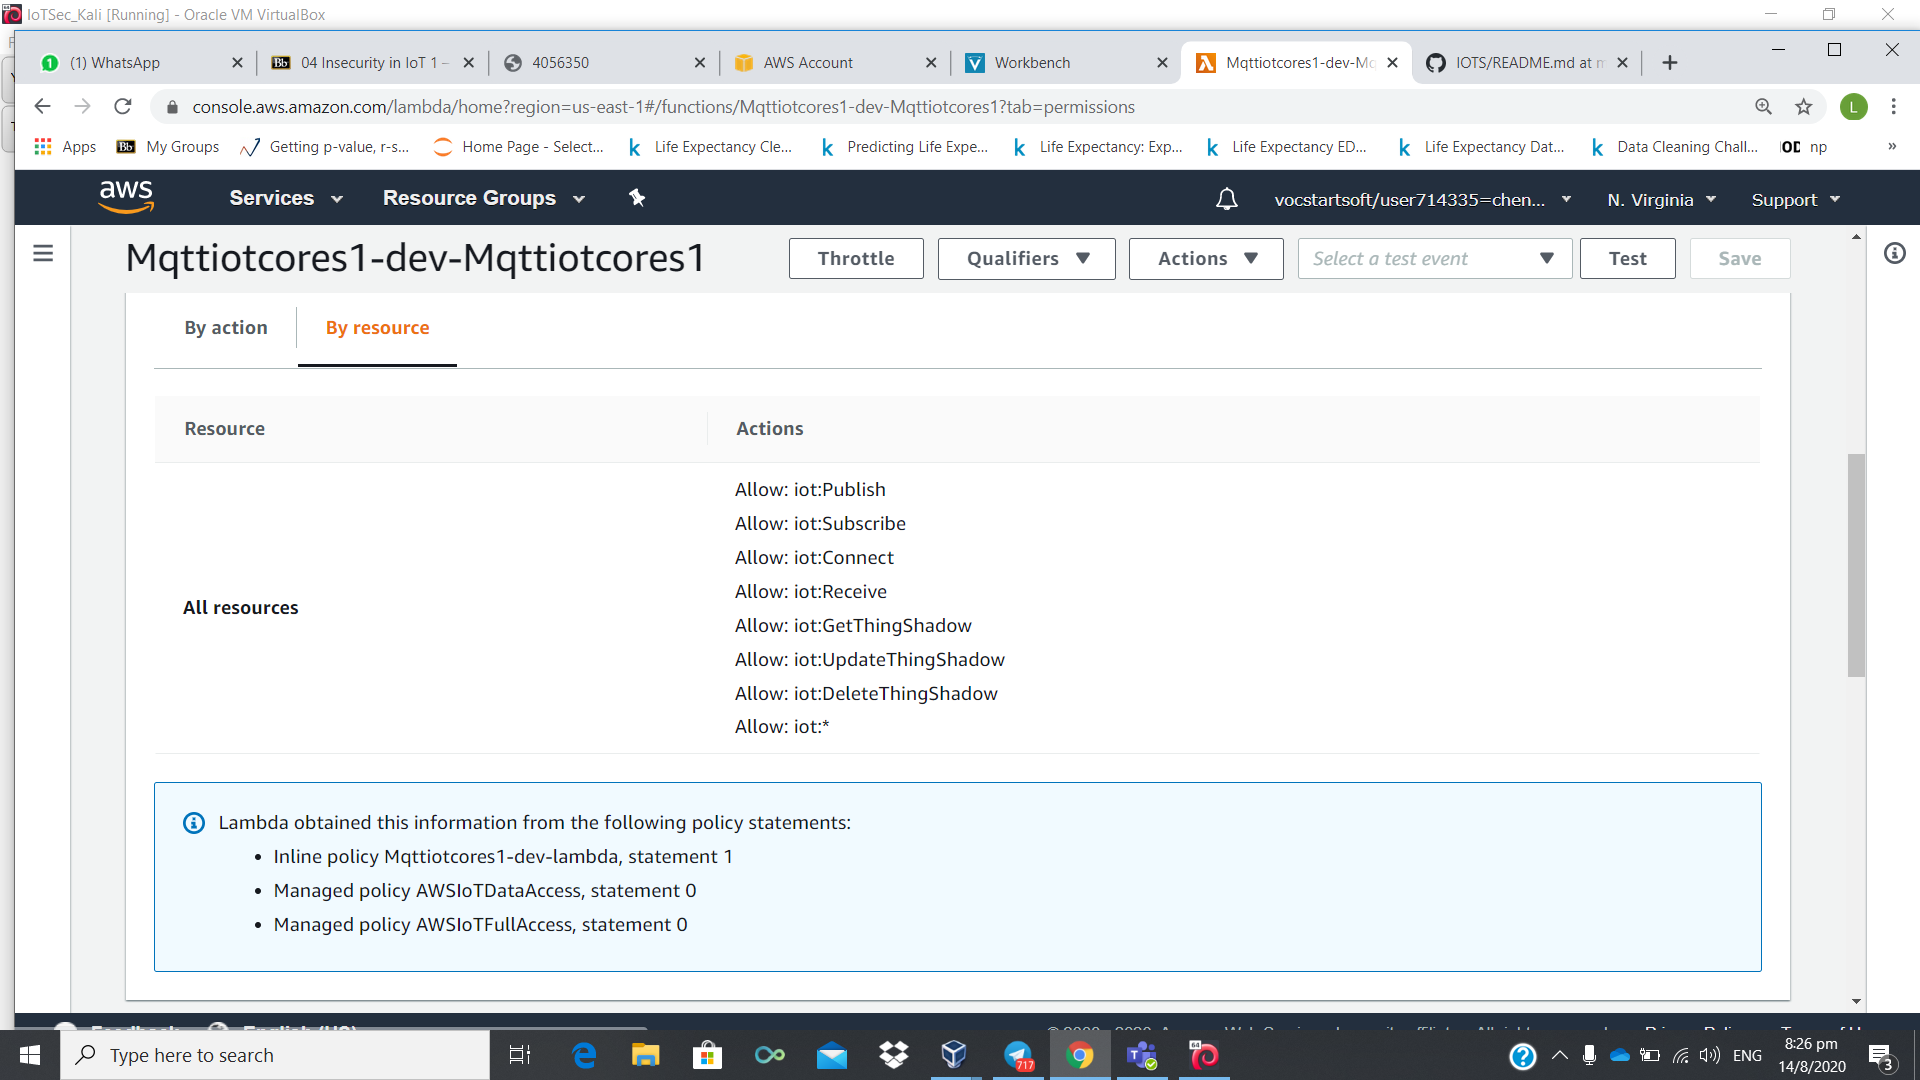 IoTSec_Kali [Running] - Oracle VM VirtualBox
(1) WhatsApp
04 Insecurity in IoT 1 –
4056350
AWS Account
Workbench
Mqttiotcores1-dev-Mq
IOTS/README.md at m
console.aws.amazon.com/lambda/home?region=us-east-1#/functions/Mqttiotcores1-dev-Mqttiotcores1?tab=permissions
L
Apps
Bb My Groups
Getting p-value, r-s...
Home Page - Select...
Life Expectancy Cle...
Predicting Life Expe...
Life Expectancy: Exp...
Life Expectancy ED...
Life Expectancy Dat...
Data Cleaning Chall...
np
»
aws
Services
Resource Groups
vocstartsoft/user714335=chen...
N. Virginia
Support
Mqttiotcores1-dev-Mqttiotcores1
Throttle
Qualifiers
Actions
Select a test event
Test
Save
By action
By resource
Resource
Actions
All resources
Allow: iot:Publish
Allow: iot:Subscribe
Allow: iot:Connect
Allow: iot:Receive
Allow: iot:GetThingShadow
Allow: iot:UpdateThingShadow
Allow: iot:DeleteThingShadow
Allow: iot:*
Lambda obtained this information from the following policy statements:
• Inline policy Mqttiotcores1-dev-lambda, statement 1
• Managed policy AWSIoTDataAccess, statement 0
• Managed policy AWSIoTFullAccess, statement 0
Type here to search
717
64
ENG
8:26 pm
14/8/2020
3